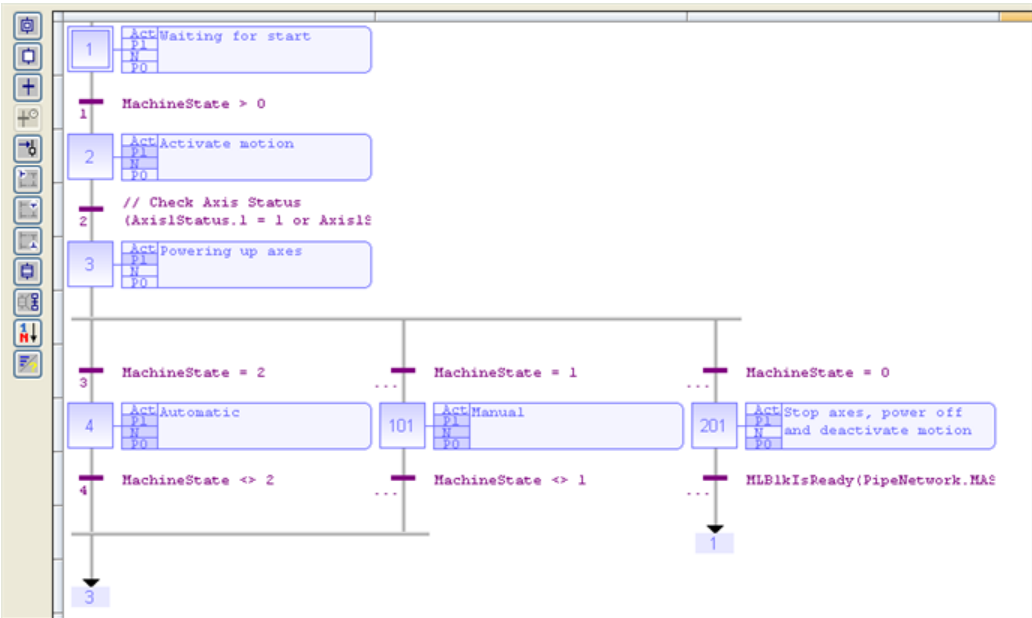 1
Act Waiting for start
P1
N
P0
1
MachineState > 0
2
Act Activate motion
P1
N
P0
2
// Check Axis Status
(Axis1Status.1 = 1 or Axis1S
3
Act Powering up axes
P1
N
P0
3
MachineState = 2
...
MachineState = 1
...
MachineState = 0
4
Act Automatic
P1
N
P0
101
Act Manual
P1
N
P0
201
Act Stop axes, power off
P1
N and deactivate motion
P0
4
MachineState <> 2
...
MachineState <> 1
...
MLBlkIsReady(PipeNetwork.MAS
1
3